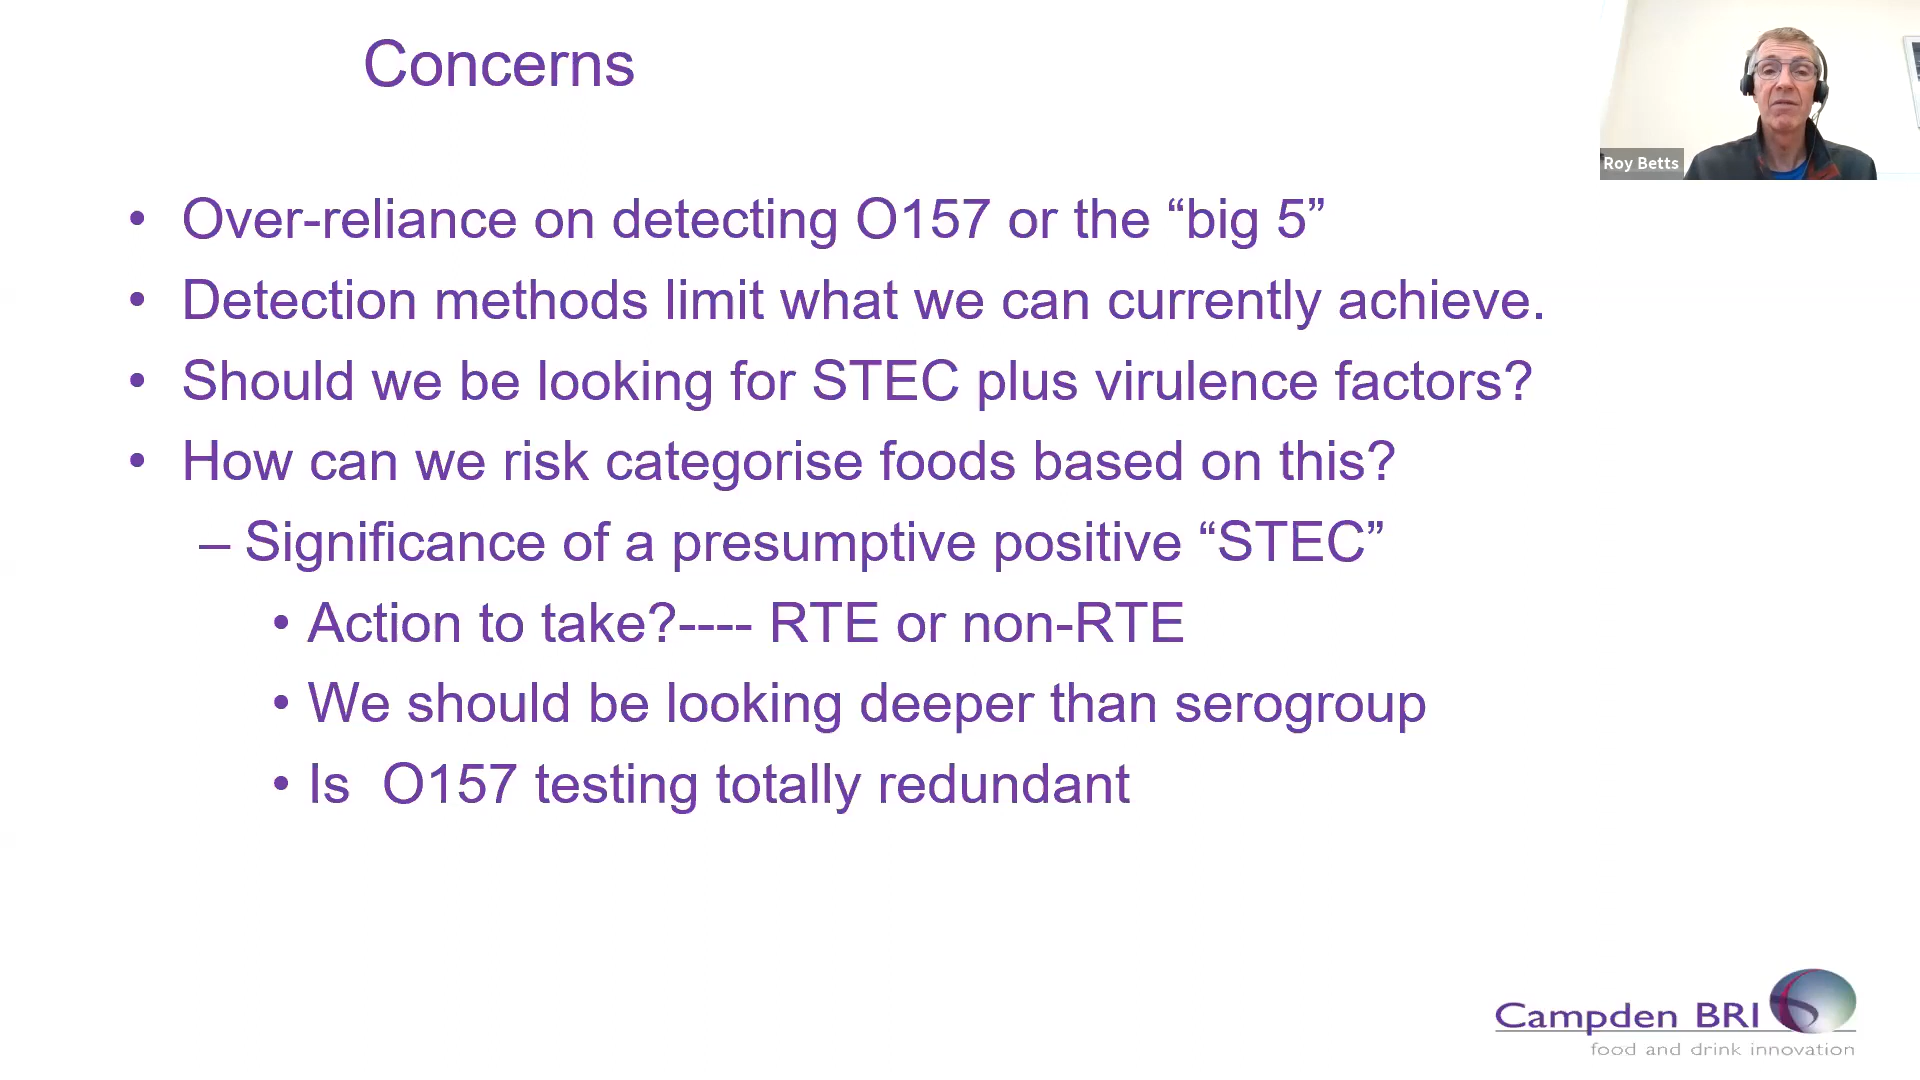 Concerns
Roy Betts
• Over-reliance on detecting O157 or the “big 5”
• Detection methods limit what we can currently achieve.
• Should we be looking for STEC plus virulence factors?
• How can we risk categorise foods based on this?
– Significance of a presumptive positive “STEC”
• Action to take?---- RTE or non-RTE
• We should be looking deeper than serogroup
• Is  O157 testing totally redundant
Campden BRI
food and drink innovation